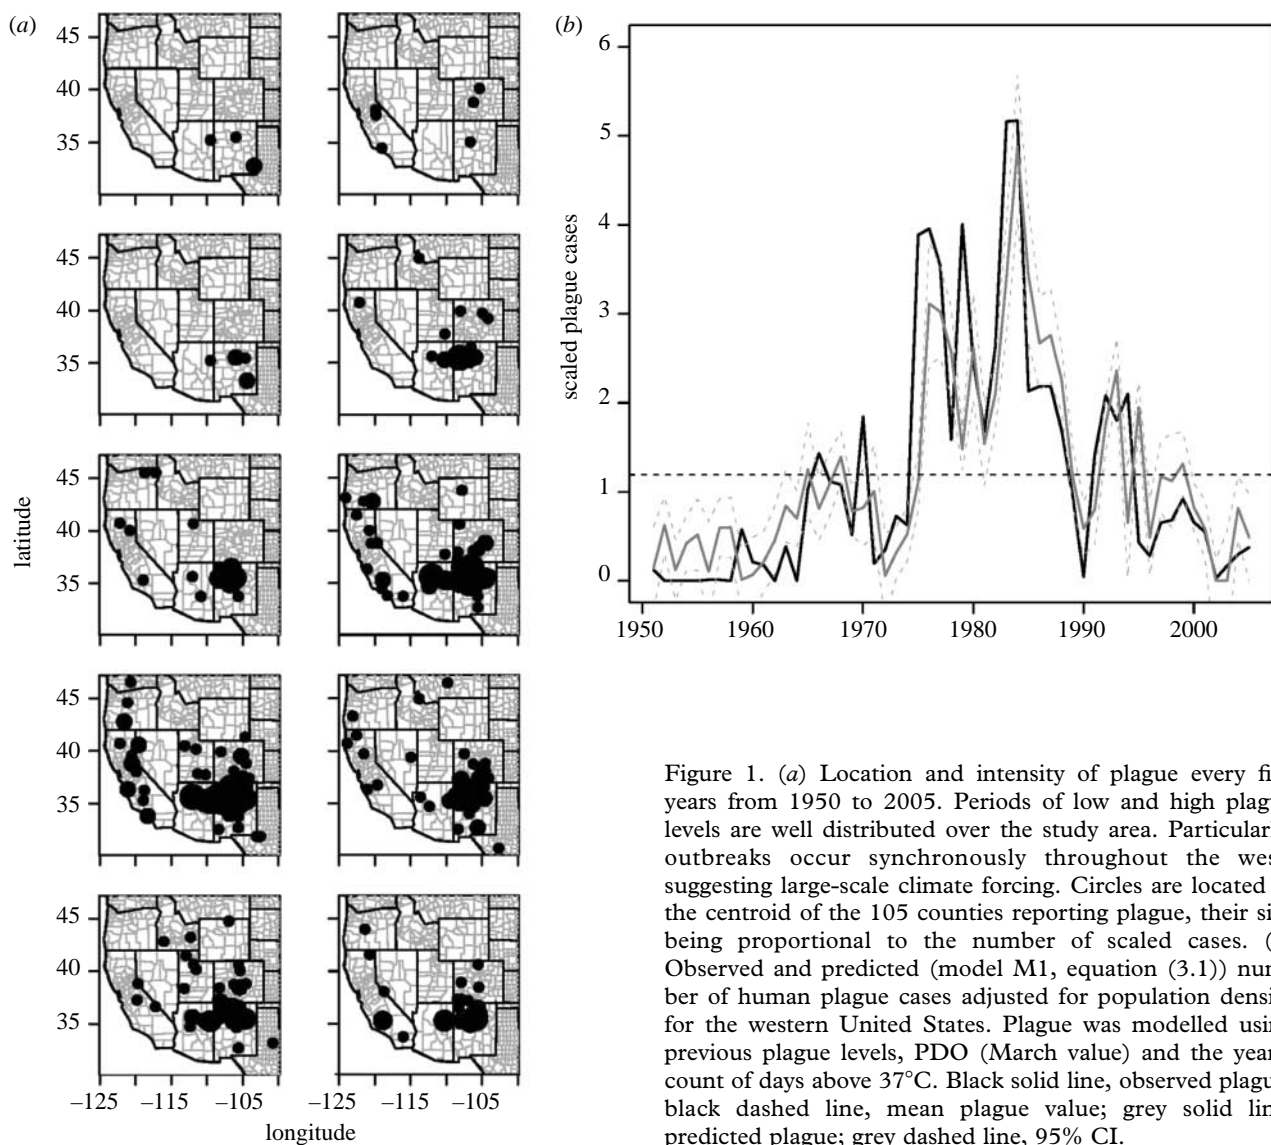 (a)
45
40
35
45
40
35
45
40
35
45
40
35
45
40
35
latitude
−125 −115 −105 −125 −115 −105
longitude
(b)
6
5
4
3
2
1
0
scaled plague cases
1950 1960 1970 1980 1990 2000
Figure 1. (a) Location and intensity of plague every fi
years from 1950 to 2005. Periods of low and high plagu
levels are well distributed over the study area. Particularl
outbreaks occur synchronously throughout the wes
suggesting large-scale climate forcing. Circles are located
the centroid of the 105 counties reporting plague, their si
being proportional to the number of scaled cases. (
Observed and predicted (model M1, equation (3.1)) num
ber of human plague cases adjusted for population densi
for the western United States. Plague was modelled usin
previous plague levels, PDO (March value) and the year
count of days above 37°C. Black solid line, observed plagu
black dashed line, mean plague value; grey solid lin
predicted plague; grey dashed line, 95% CI.